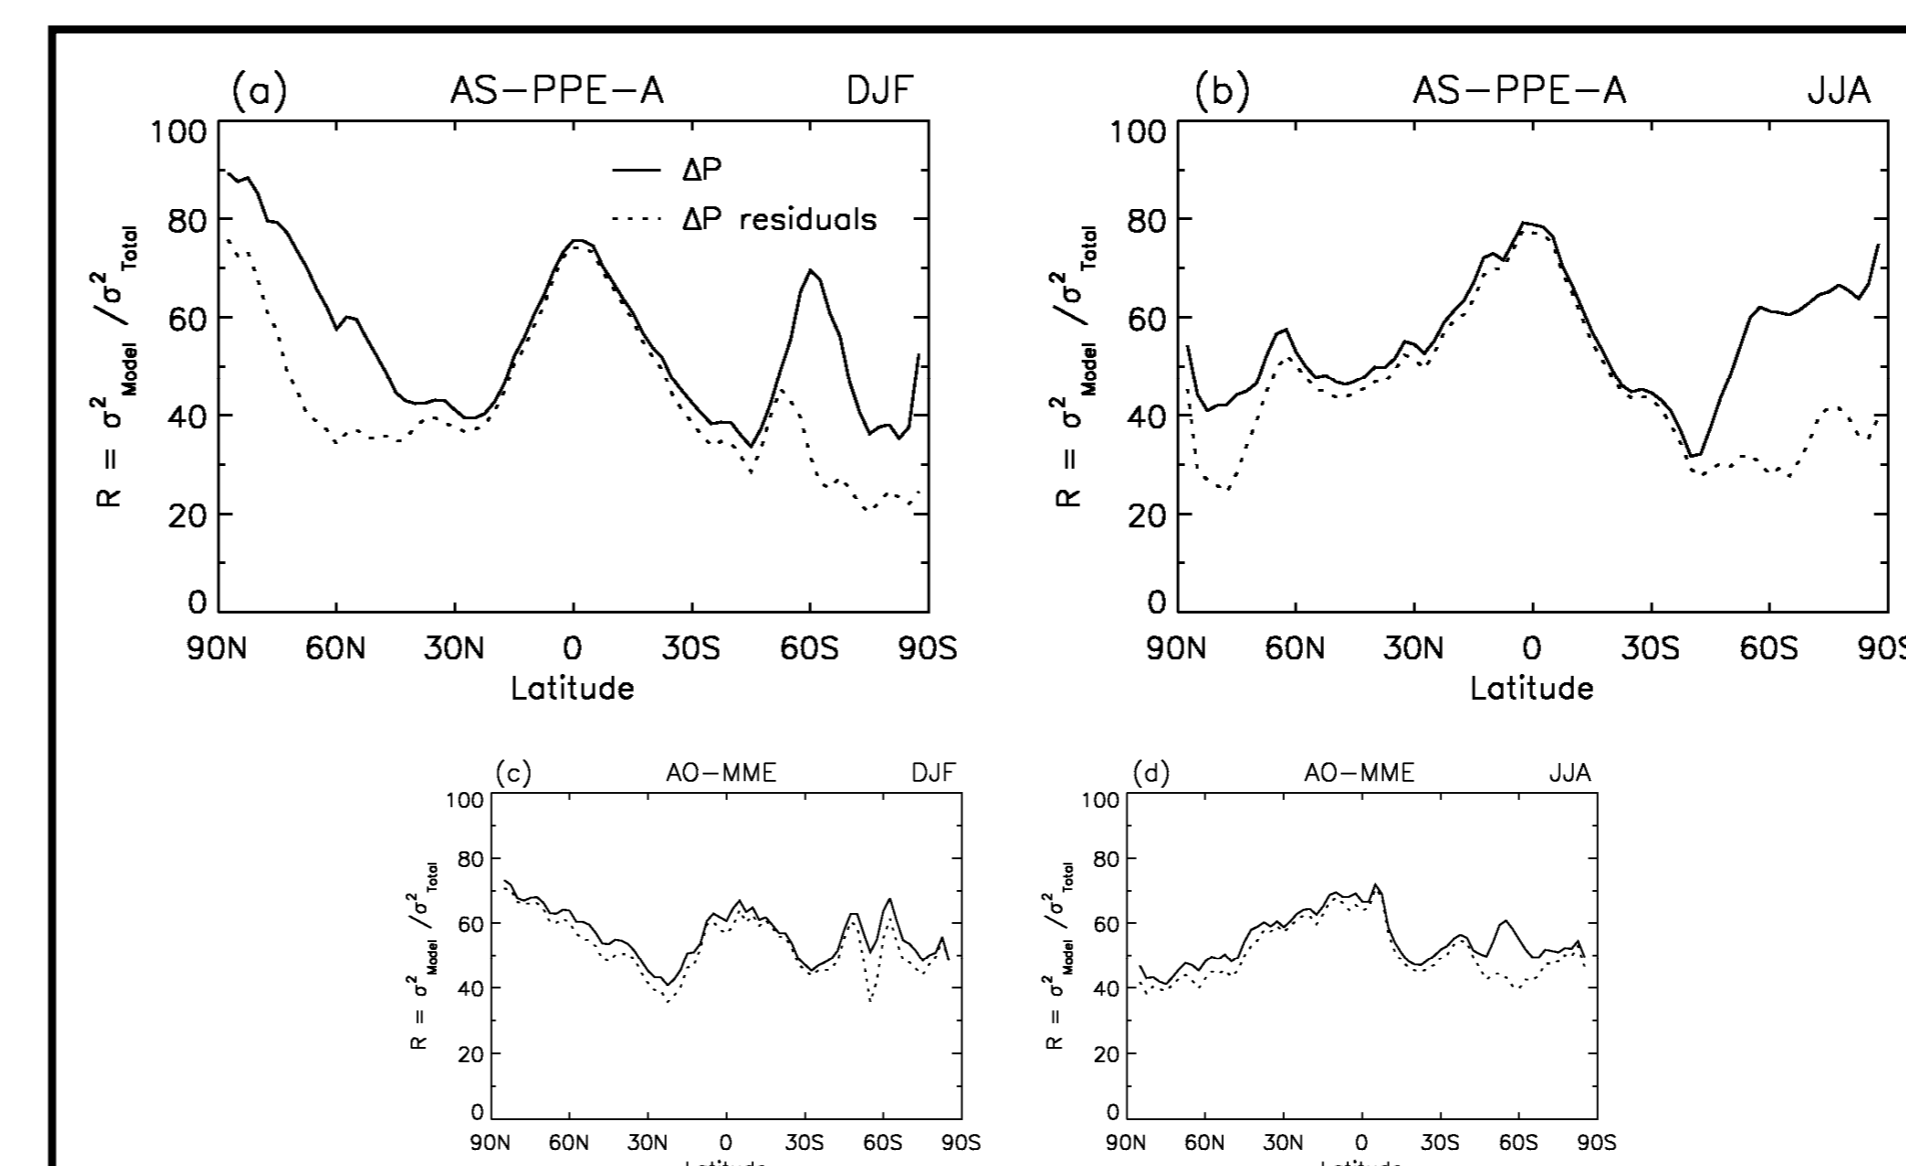 (a) AS-PPE-A DJF
100
80
60
40
20
0
R = σ²Model /σ²Total
ΔP
ΔP residuals
90N 60N 30N 0 30S 60S 90S
Latitude
(b) AS-PPE-A JJA
100
80
60
40
20
0
R = σ²Model /σ²Total
90N 60N 30N 0 30S 60S 90S
Latitude
(c) AO-MME DJF
100
80
60
40
20
0
R = σ²Model /σ²Total
90N 60N 30N 0 30S 60S 90S
Latitude
(d) AO-MME JJA
100
80
60
40
20
0
R = σ²Model /σ²Total
90N 60N 30N 0 30S 60S 90S
Latitude